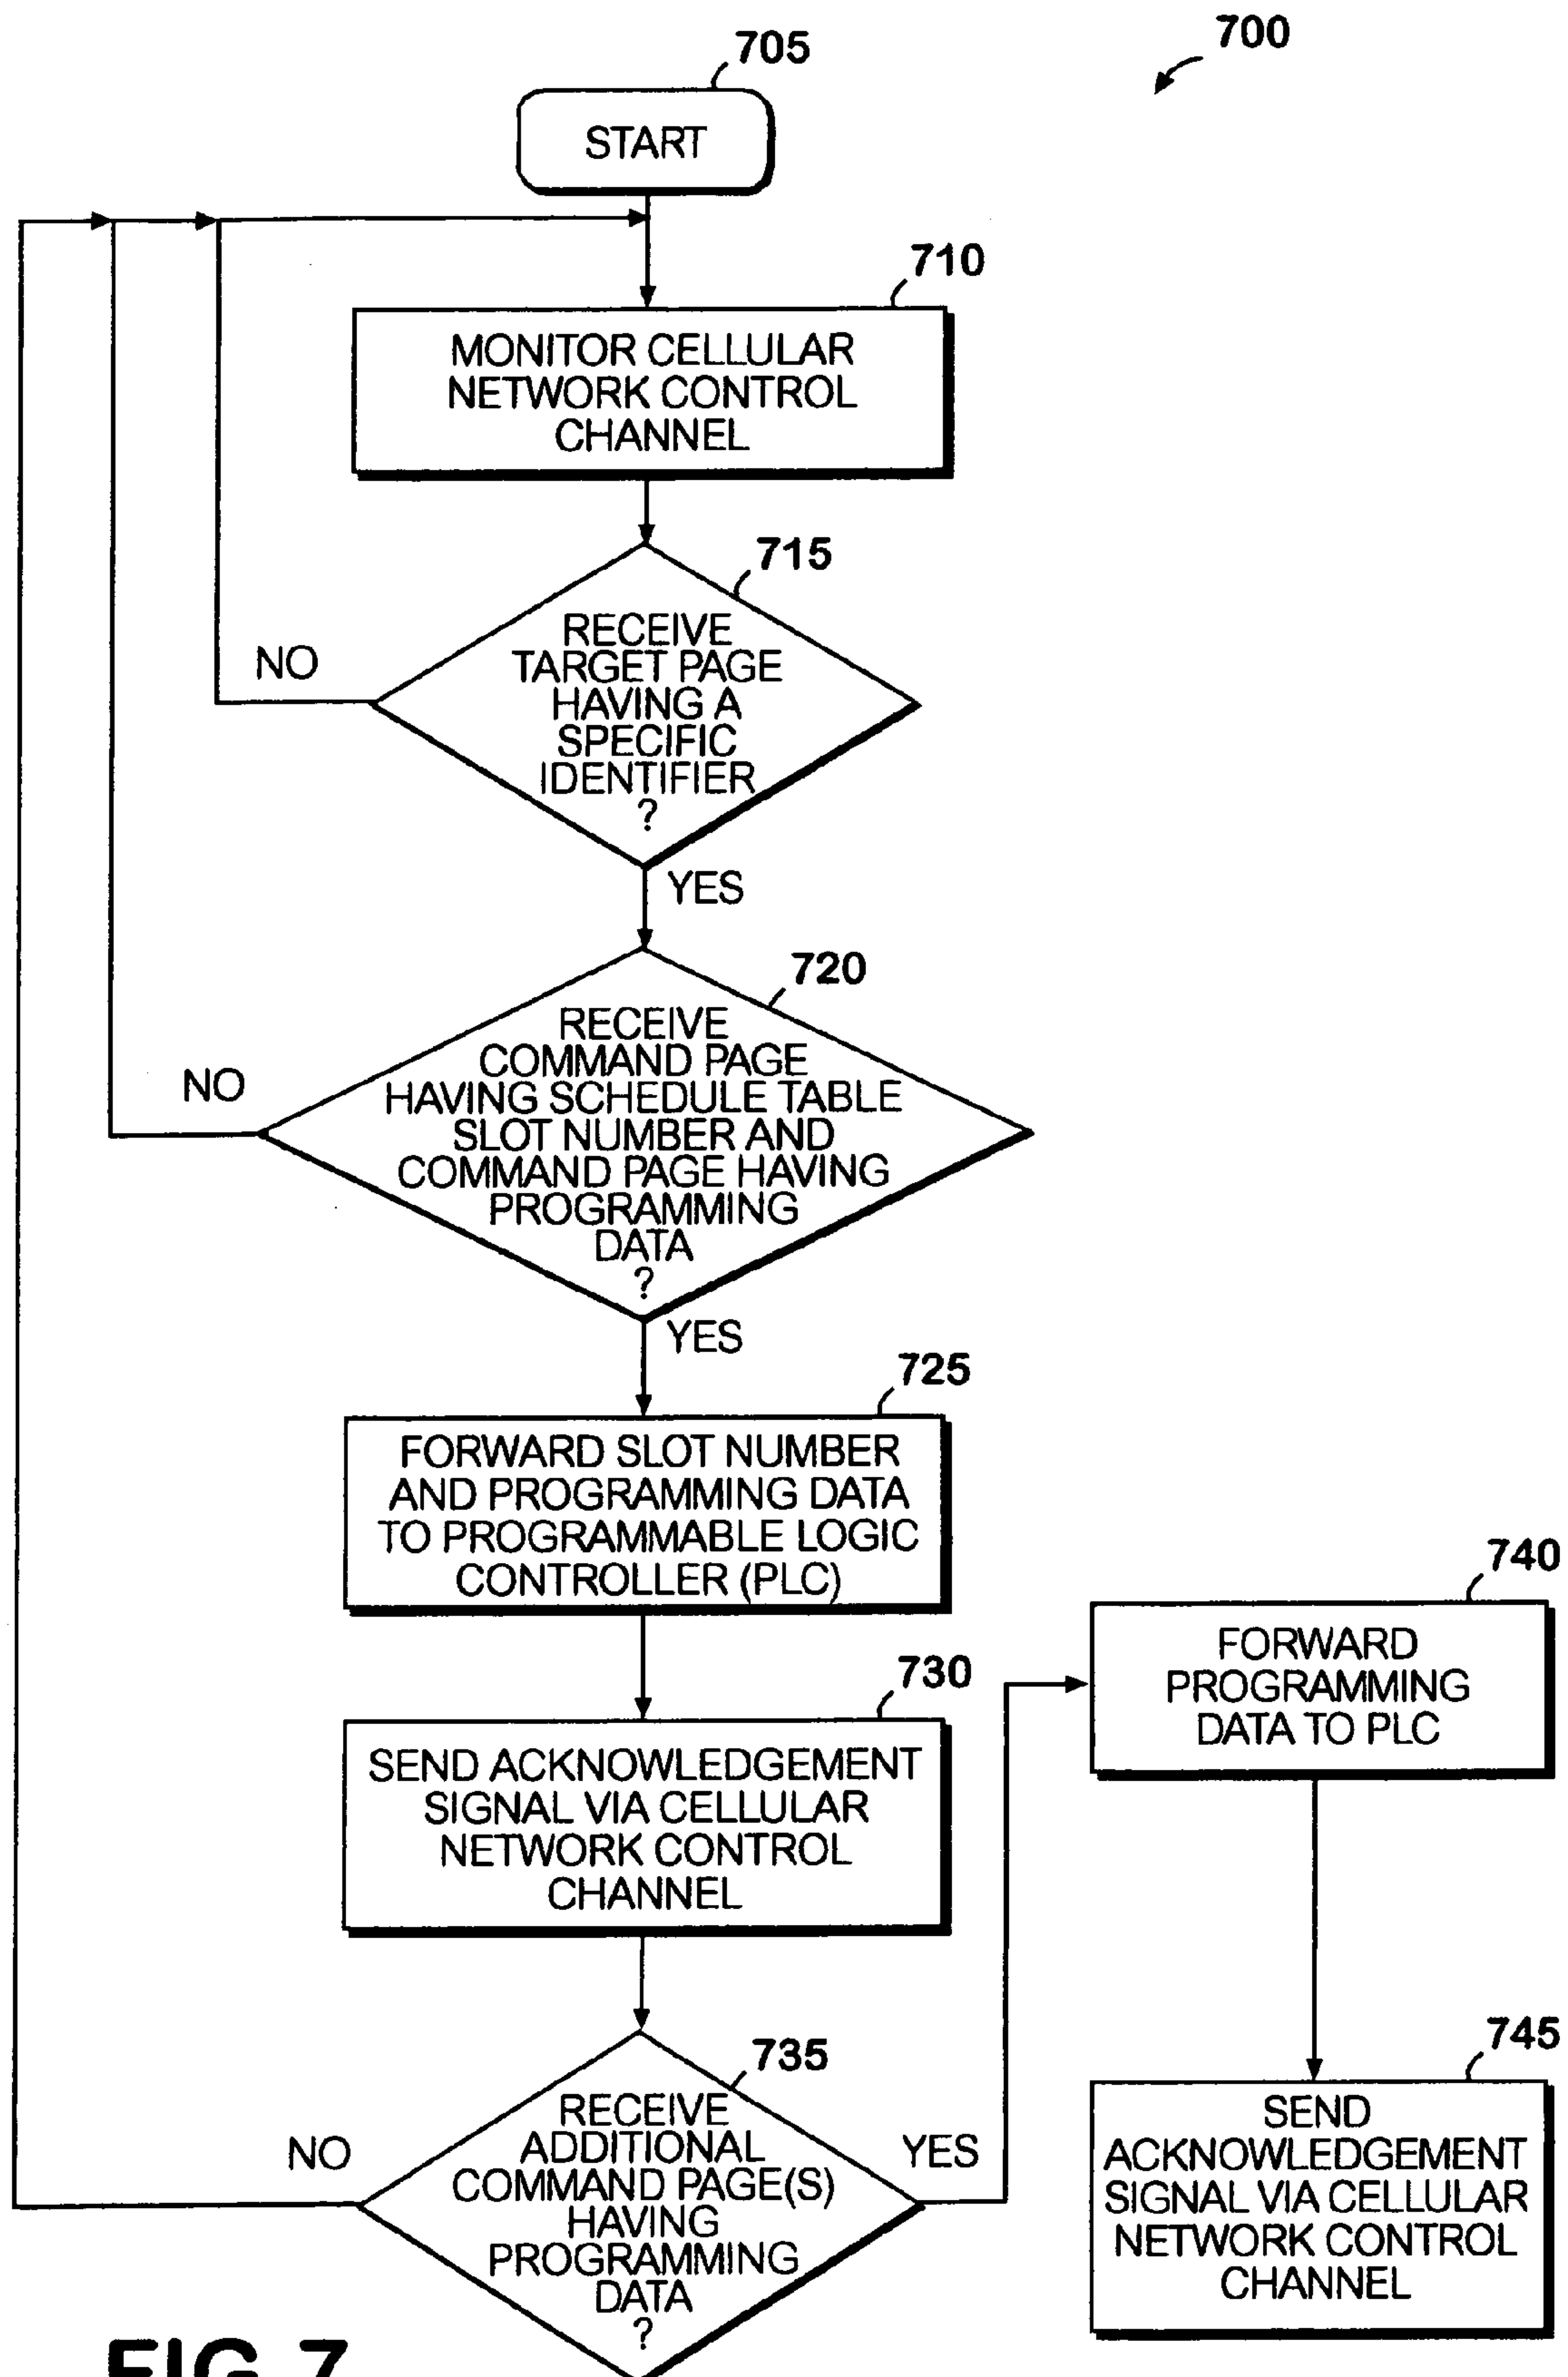 700
705
START
710
MONITOR CELLULAR
NETWORK CONTROL
CHANNEL
715
RECEIVE
TARGET PAGE
HAVING A
SPECIFIC
IDENTIFIER
?
NO
YES
720
RECEIVE
COMMAND PAGE
HAVING SCHEDULE TABLE
SLOT NUMBER AND
COMMAND PAGE HAVING
PROGRAMMING
DATA
?
NO
YES
725
FORWARD SLOT NUMBER
AND PROGRAMMING DATA
TO PROGRAMMABLE LOGIC
CONTROLLER (PLC)
730
SEND ACKNOWLEDGEMENT
SIGNAL VIA CELLULAR
NETWORK CONTROL
CHANNEL
735
RECEIVE
ADDITIONAL
COMMAND PAGE(S)
HAVING
PROGRAMMING
DATA
?
NO
YES
740
FORWARD
PROGRAMMING
DATA TO PLC
745
SEND
ACKNOWLEDGEMENT
SIGNAL VIA CELLULAR
NETWORK CONTROL
CHANNEL
FIG 7